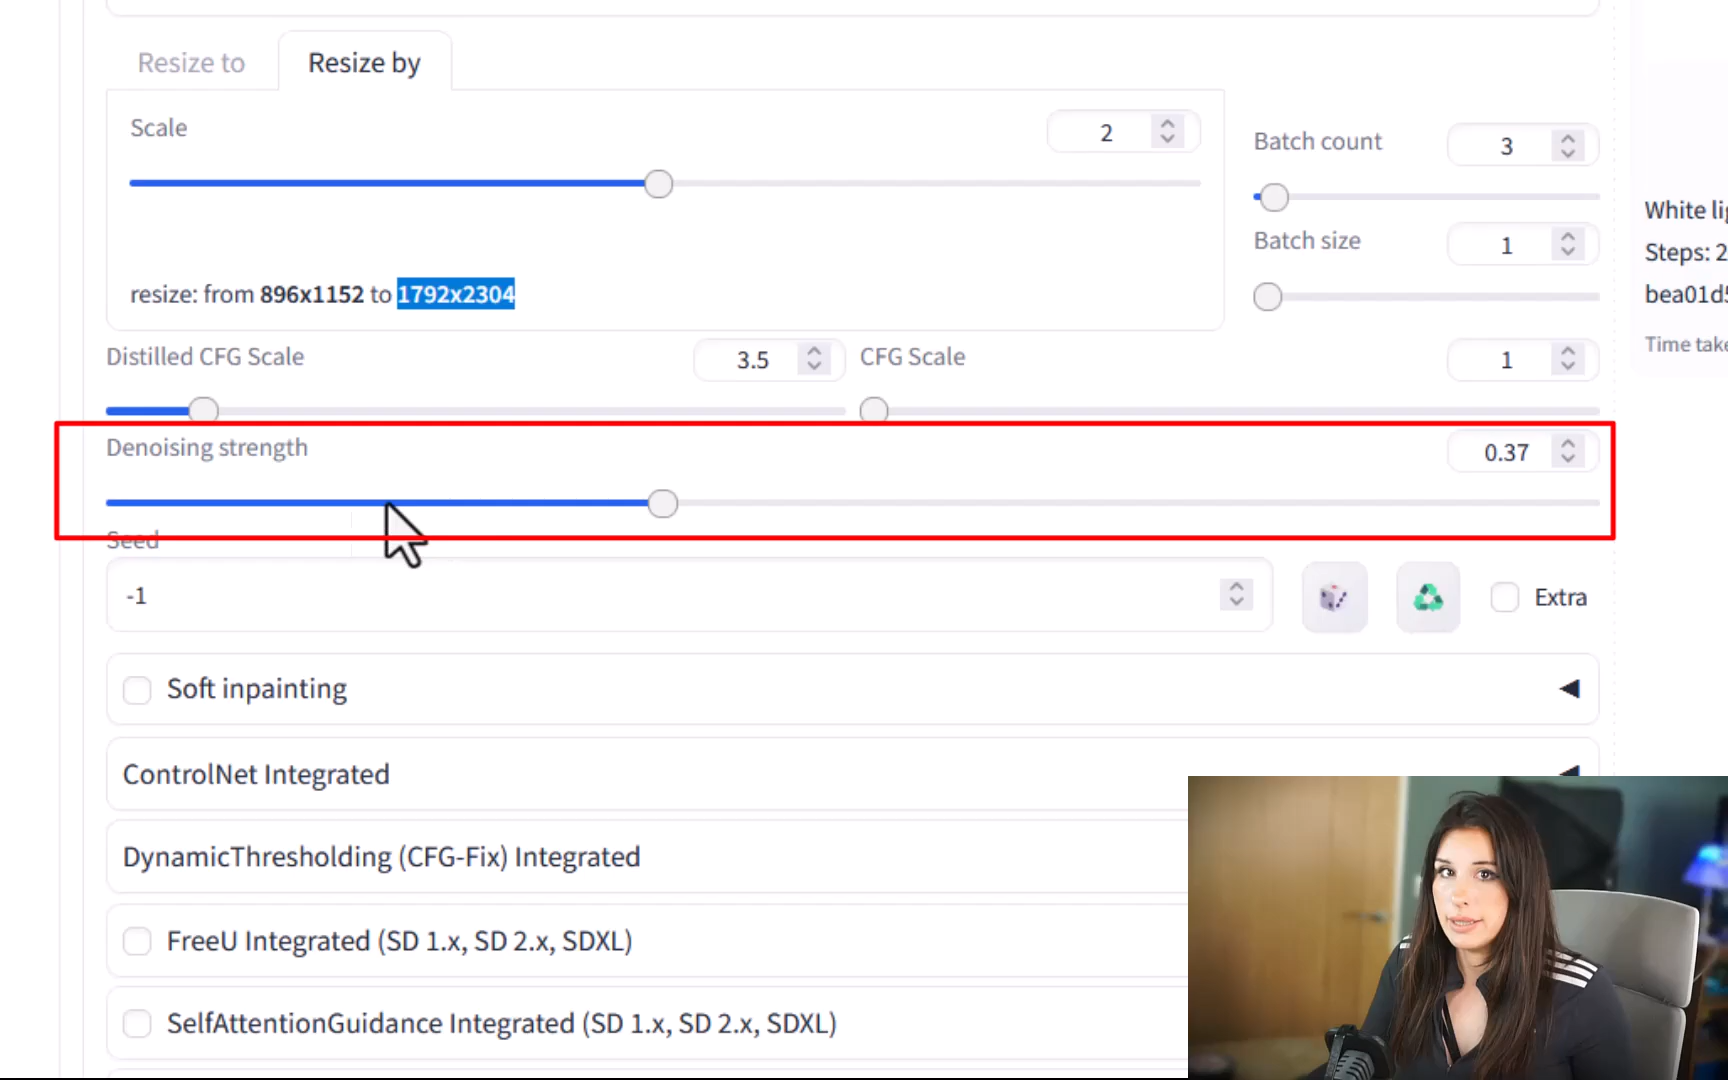 Resize to
Resize by
Scale
2
Batch count
3
Batch size
1
resize: from 896x1152 to 1792x2304
Distilled CFG Scale
3.5
CFG Scale
1
Denoising strength
0.37
Seed
-1
Extra
Soft inpainting
ControlNet Integrated
DynamicThresholding (CFG-Fix) Integrated
FreeU Integrated (SD 1.x, SD 2.x, SDXL)
SelfAttentionGuidance Integrated (SD 1.x, SD 2.x, SDXL)
White
Steps: 2
Time